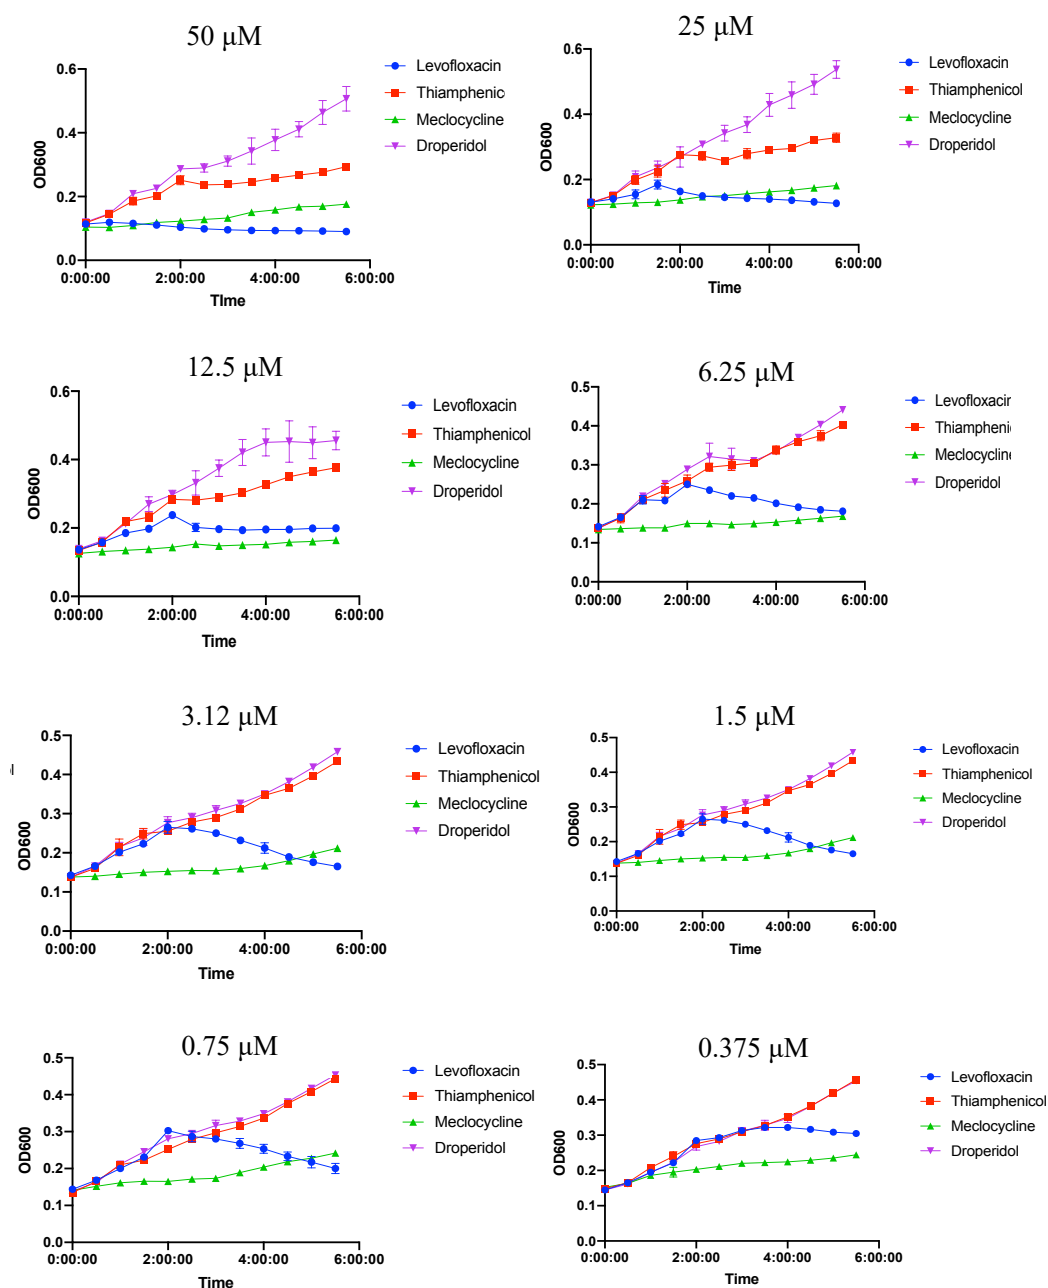 50 μM
0.6
0.4
0.2
0.0
OD600
0:00:00 2:00:00 4:00:00 6:00:00
TIme
Levofloxacin
Thiamphenic
Meclocycline
Droperidol
25 μM
0.6
0.4
0.2
0.0
OD600
0:00:00 2:00:00 4:00:00 6:00:00
Time
Levofloxacin
Thiamphenicol
Meclocycline
Droperidol
12.5 μM
0.6
0.4
0.2
0.0
OD600
0:00:00 2:00:00 4:00:00 6:00:00
Time
Levofloxacin
Thiamphenicol
Meclocycline
Droperidol
6.25 μM
0.5
0.4
0.3
0.2
0.1
0.0
OD600
0:00:00 2:00:00 4:00:00 6:00:00
Time
Levofloxacin
Thiampheni
Meclocycline
Droperidol
3.12 μM
0.5
0.4
0.3
0.2
0.1
0.0
OD600
0:00:00 2:00:00 4:00:00 6:00:00
Time
Levofloxacin
Thiamphenicol
Meclocycline
Droperidol
1.5 μM
0.5
0.4
0.3
0.2
0.1
0.0
OD600
0:00:00 2:00:00 4:00:00 6:00:00
Time
Levofloxacin
Thiamphenicol
Meclocycline
Droperidol
0.75 μM
0.5
0.4
0.3
0.2
0.1
0.0
OD600
0:00:00 2:00:00 4:00:00 6:00:00
Time
Levofloxacin
Thiamphenicol
Meclocycline
Droperidol
0.375 μM
0.5
0.4
0.3
0.2
0.1
0.0
OD600
0:00:00 2:00:00 4:00:00 6:00:00
Time
Levofloxacin
Thiamphenicol
Meclocycline
Droperidol